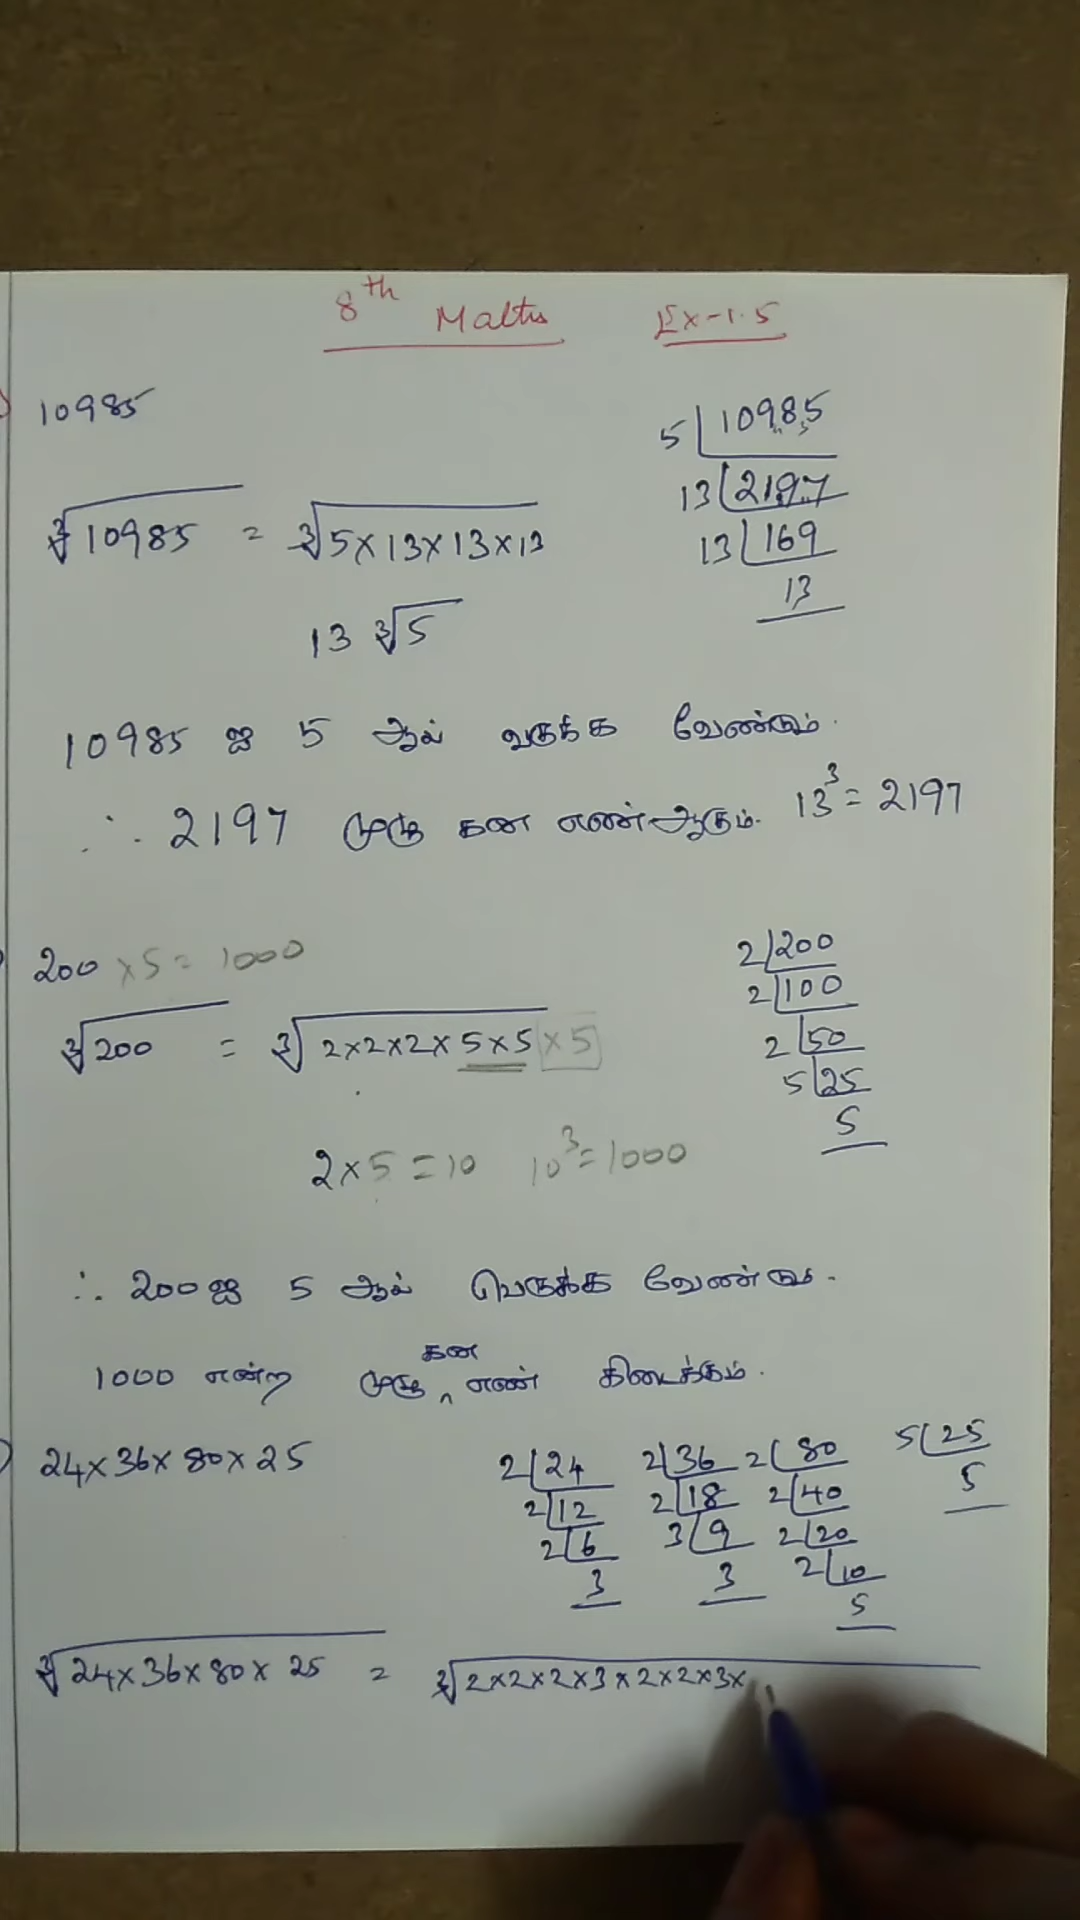 8th Maths Ex-1.5
10985
5 | 10985
13 | 2197
13 | 169
13
∛10985 = ∛5×13×13×13
13 ∛5
10985 ஐ 5 ஆல் வகுக்க வேண்டும்.
∴ 2197 முழு கன எண் ஆகும். 13³ = 2197
200 ×5 = 1000
2 | 200
2 | 100
2 | 50
5 | 25
5
∛200 = ∛2×2×2×5×5 ×5
2×5 = 10 10³ = 1000
∴ 200 ஐ 5 ஆல் பெருக்க வேண்டும்.
1000 என்ற முழு கன எண் கிடைக்கும்.
24×36×80×25
2 | 24 2 | 36 2 | 80 5 | 25
2 | 12 2 | 18 2 | 40 5
2 | 6 3 | 9 2 | 20
3 3 2 | 10
5
∛24×36×80×25 = ∛2×2×2×3×2×2×3×